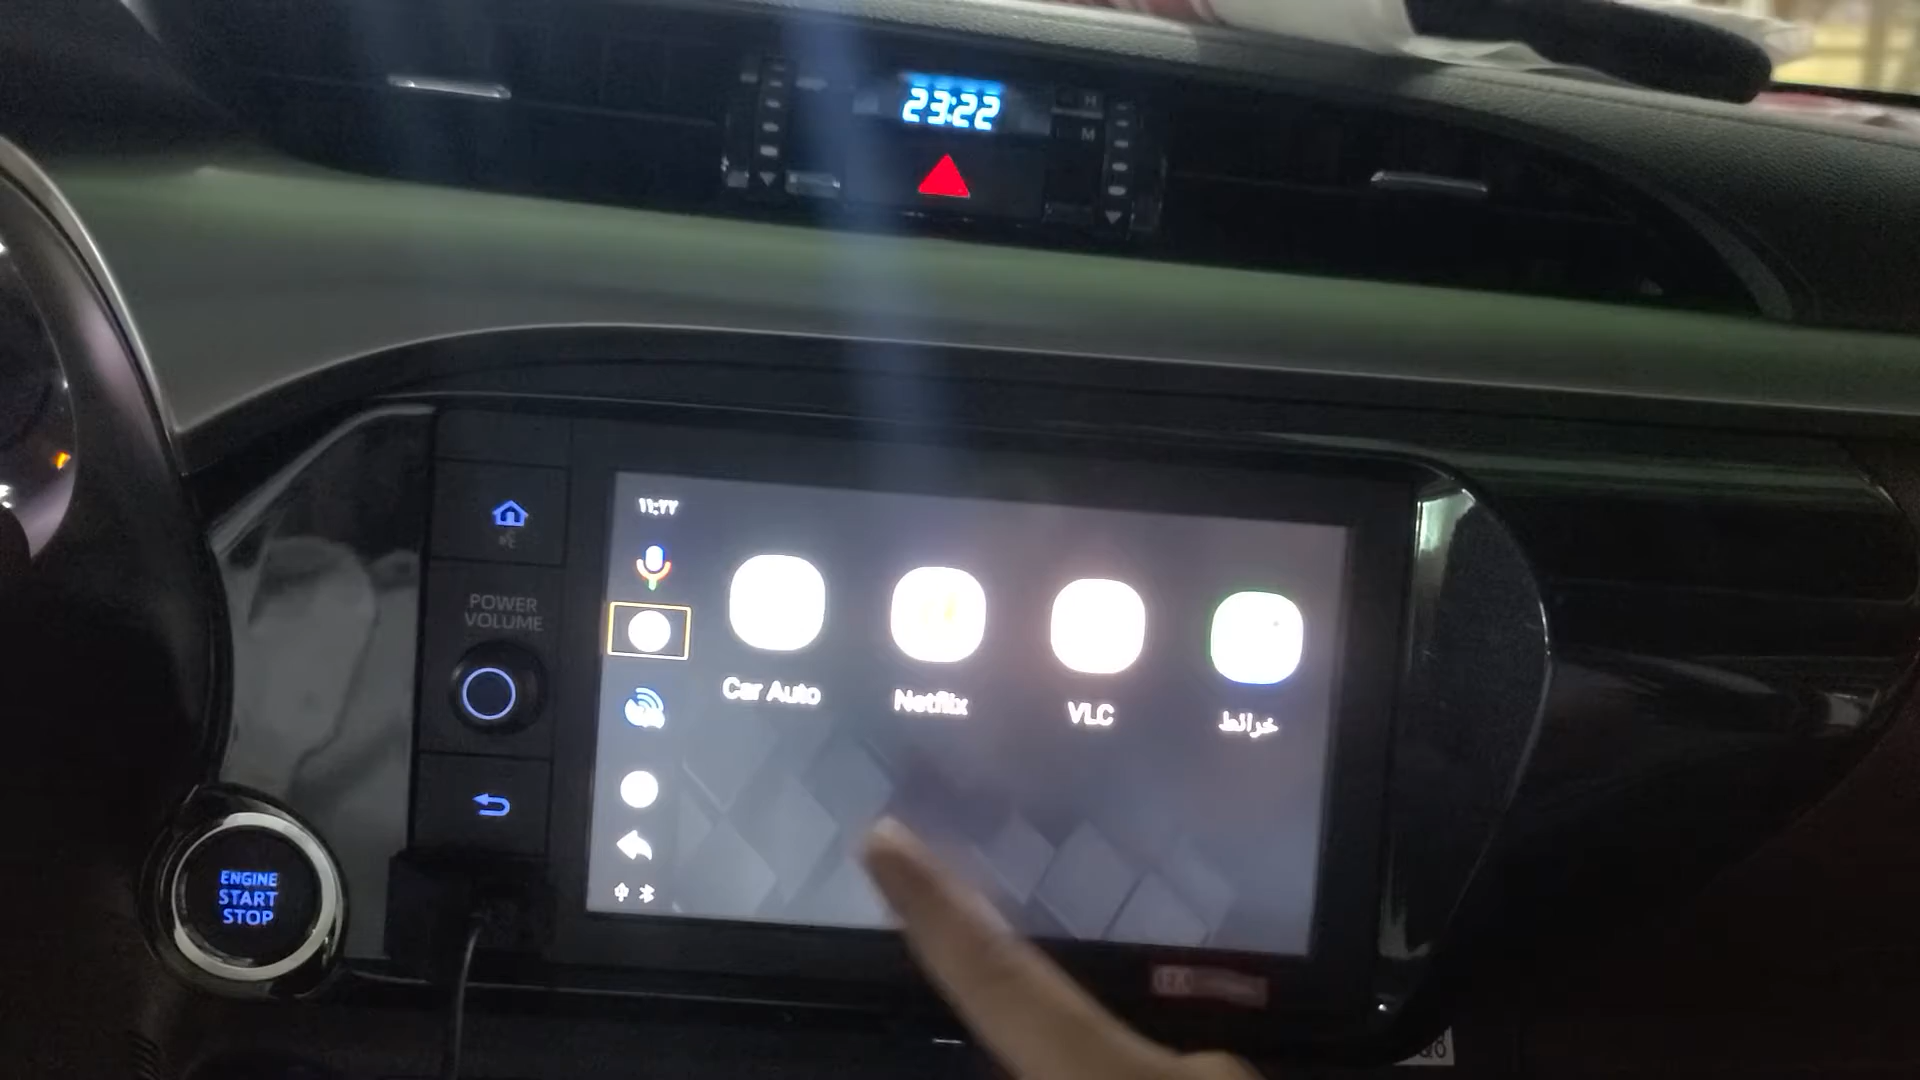 23:22
H
M
١١:٢٢
POWER
VOLUME
Car Auto
Netflix
VLC
خرائط
ENGINE
START
STOP